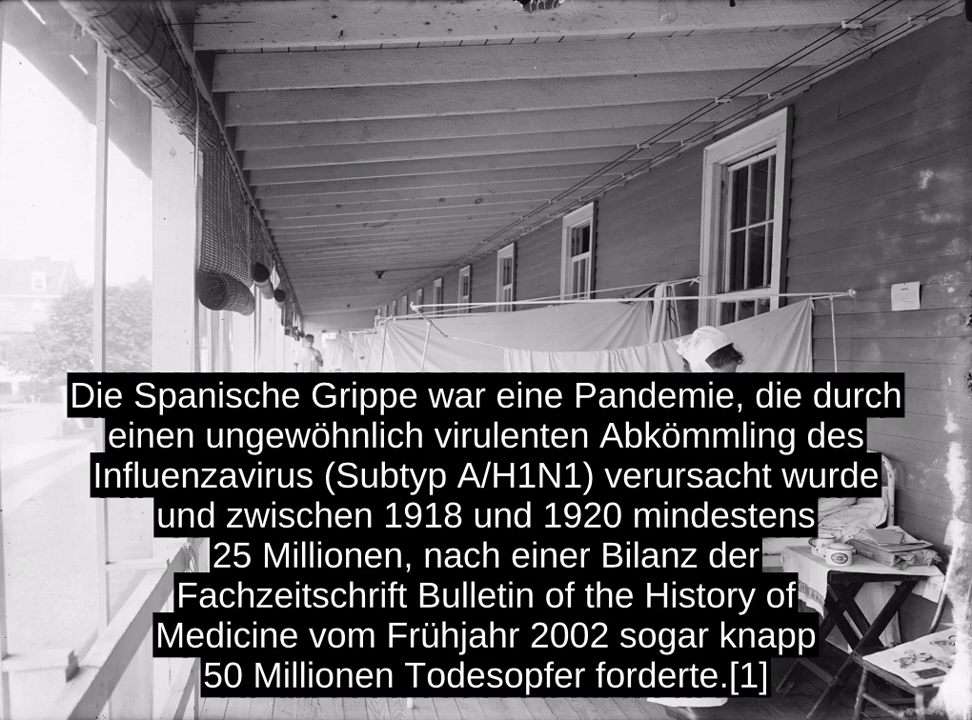 Die Spanische Grippe war eine Pandemie, die durch
einen ungewöhnlich virulenten Abkömmling des
Influenzavirus (Subtyp A/H1N1) verursacht wurde
und zwischen 1918 und 1920 mindestens
25 Millionen, nach einer Bilanz der
Fachzeitschrift Bulletin of the History of
Medicine vom Frühjahr 2002 sogar knapp
50 Millionen Todesopfer forderte.[1]